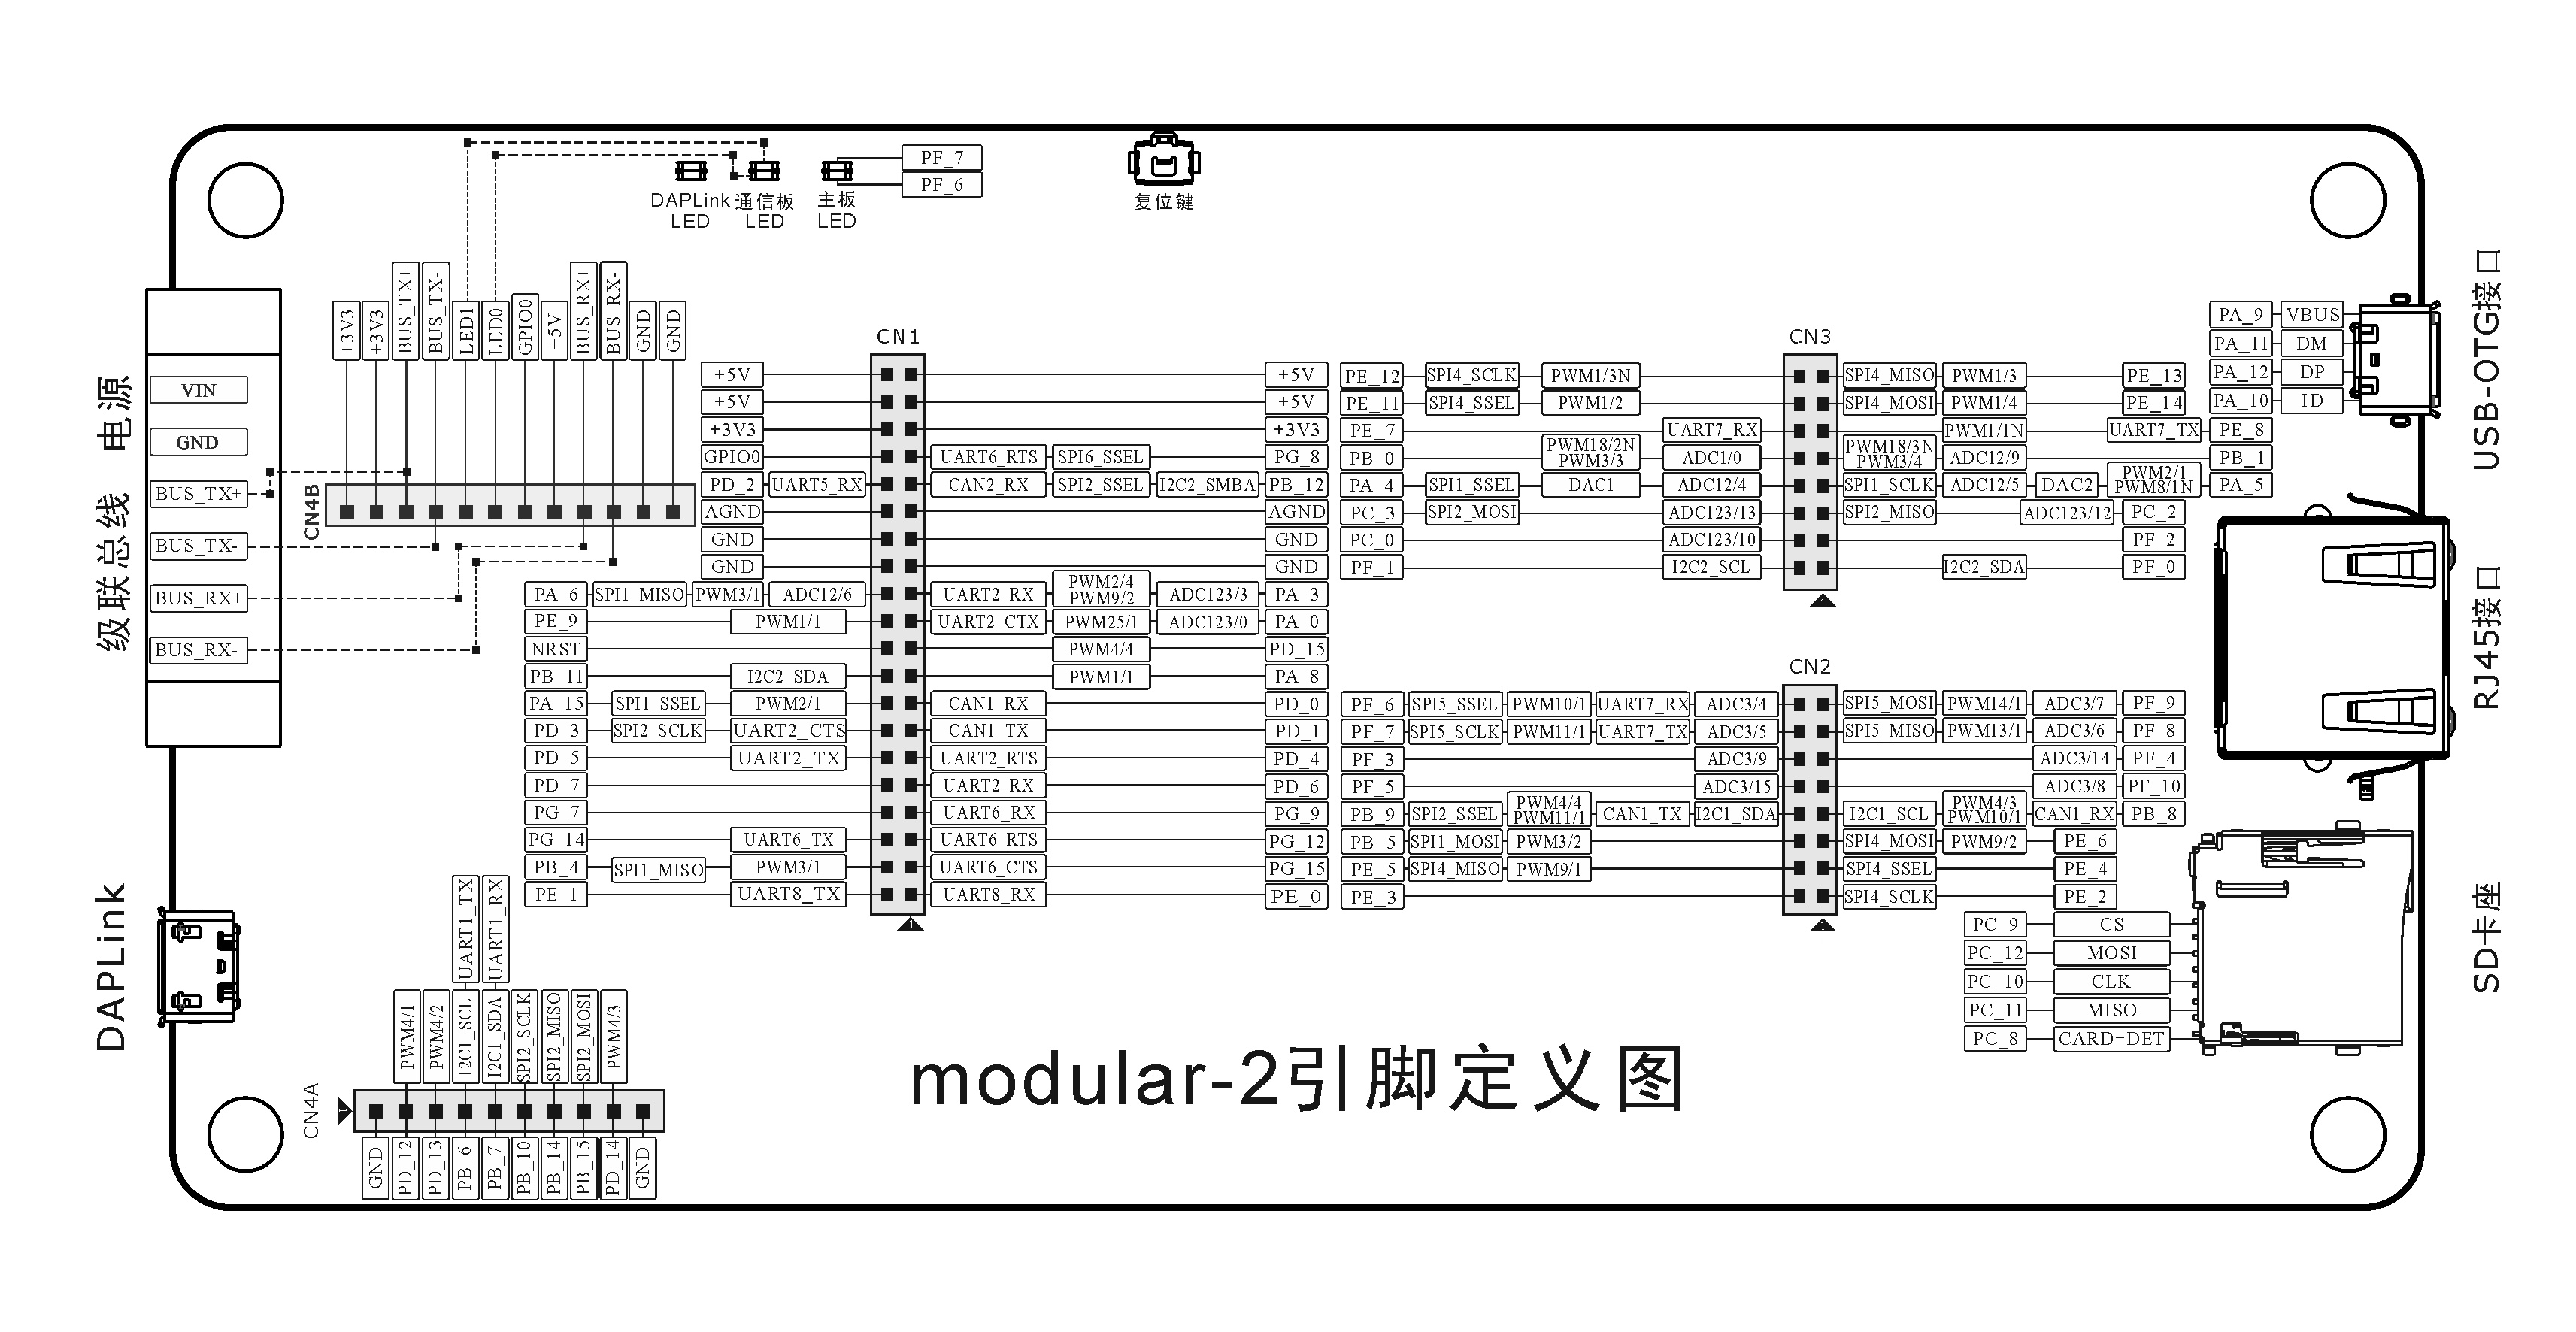 PF_7
PF_6
DAPLink 通信板 主板
LED LED LED
复位键
USB-OTG接口
RJ45接口
SD卡座
电源
级联总线
DAPLink
VIN
GND
BUS_TX+
BUS_TX-
BUS_RX+
BUS_RX-
CN4B
+3V3 +3V3 BUS_TX+ BUS_TX- LED1 LED0 GPIO0 +5V BUS_RX+ BUS_RX- GND GND
CN1
+5V +5V
+5V +5V
+3V3 +3V3
GPIO0 UART6_RTS SPI6_SSEL PG_8
PD_2 UART5_RX CAN2_RX SPI2_SSEL I2C2_SMBA PB_12
AGND AGND
GND GND
GND GND
PA_6 SPI1_MISO PWM3/1 ADC12/6 UART2_RX PWM2/4 PWM9/2 ADC123/3 PA_3
PE_9 PWM1/1 UART2_CTX PWM25/1 ADC123/0 PA_0
NRST PWM4/4 PD_15
PB_11 I2C2_SDA PWM1/1 PA_8
PA_15 SPI1_SSEL PWM2/1 CAN1_RX PD_0
PD_3 SPI2_SCLK UART2_CTS CAN1_TX PD_1
PD_5 UART2_TX UART2_RTS PD_4
PD_7 UART2_RX PD_6
PG_7 UART6_RX PG_9
PG_14 UART6_TX UART6_RTS PG_12
PB_4 SPI1_MISO PWM3/1 UART6_CTS PG_15
PE_1 UART8_TX UART8_RX PE_0
1
CN3
PE_12 SPI4_SCLK PWM1/3N SPI4_MISO PWM1/3 PE_13
PE_11 SPI4_SSEL PWM1/2 SPI4_MOSI PWM1/4 PE_14
PE_7 UART7_RX PWM1/1N UART7_TX PE_8
PB_0 PWM18/2N PWM3/3 ADC1/0 PWM18/3N PWM3/4 ADC12/9 PB_1
PA_4 SPI1_SSEL DAC1 ADC12/4 SPI1_SCLK ADC12/5 DAC2 PWM2/1 PWM8/1N PA_5
PC_3 SPI2_MOSI ADC123/13 SPI2_MISO ADC123/12 PC_2
PC_0 ADC123/10 PF_2
PF_1 I2C2_SCL I2C2_SDA PF_0
1
PA_9 VBUS
PA_11 DM
PA_12 DP
PA_10 ID
CN2
PF_6 SPI5_SSEL PWM10/1 UART7_RX ADC3/4 SPI5_MOSI PWM14/1 ADC3/7 PF_9
PF_7 SPI5_SCLK PWM11/1 UART7_TX ADC3/5 SPI5_MISO PWM13/1 ADC3/6 PF_8
PF_3 ADC3/9 ADC3/14 PF_4
PF_5 ADC3/15 ADC3/8 PF_10
PB_9 SPI2_SSEL PWM4/4 PWM11/1 CAN1_TX I2C1_SDA I2C1_SCL PWM4/3 PWM10/1 CAN1_RX PB_8
PB_5 SPI1_MOSI PWM3/2 SPI4_MOSI PWM9/2 PE_6
PE_5 SPI4_MISO PWM9/1 SPI4_SSEL PE_4
PE_3 SPI4_SCLK PE_2
1
PC_9 CS
PC_12 MOSI
PC_10 CLK
PC_11 MISO
PC_8 CARD-DET
UART1_TX UART1_RX
PWM4/1 PWM4/2 I2C1_SCL I2C1_SDA SPI2_SCLK SPI2_MISO SPI2_MOSI PWM4/3
CN4A
1
GND PD_12 PD_13 PB_6 PB_7 PB_10 PB_14 PB_15 PD_14 GND
modular-2引脚定义图